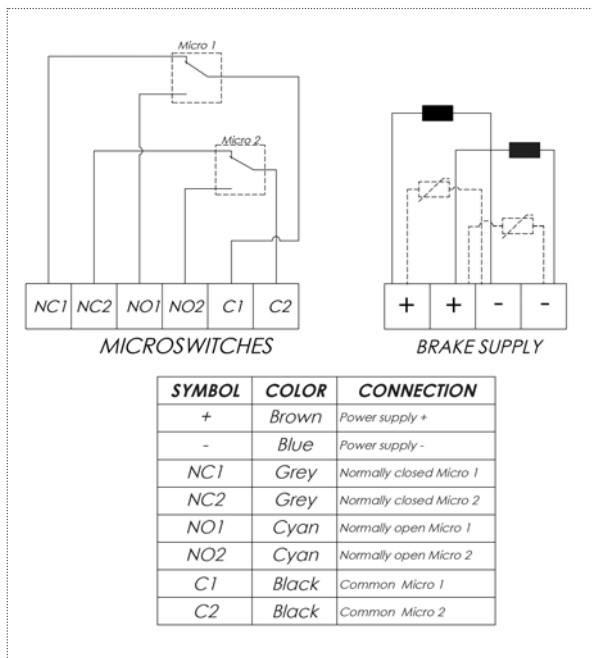 Micro 1
Micro 2
NC1 NC2 NO1 NO2 C1 C2
+ + - -
MICROSWITCHES
BRAKE SUPPLY
SYMBOL COLOR CONNECTION
+ Brown Power supply +
- Blue Power supply -
NC1 Grey Normally closed Micro 1
NC2 Grey Normally closed Micro 2
NO1 Cyan Normally open Micro 1
NO2 Cyan Normally open Micro 2
C1 Black Common Micro 1
C2 Black Common Micro 2